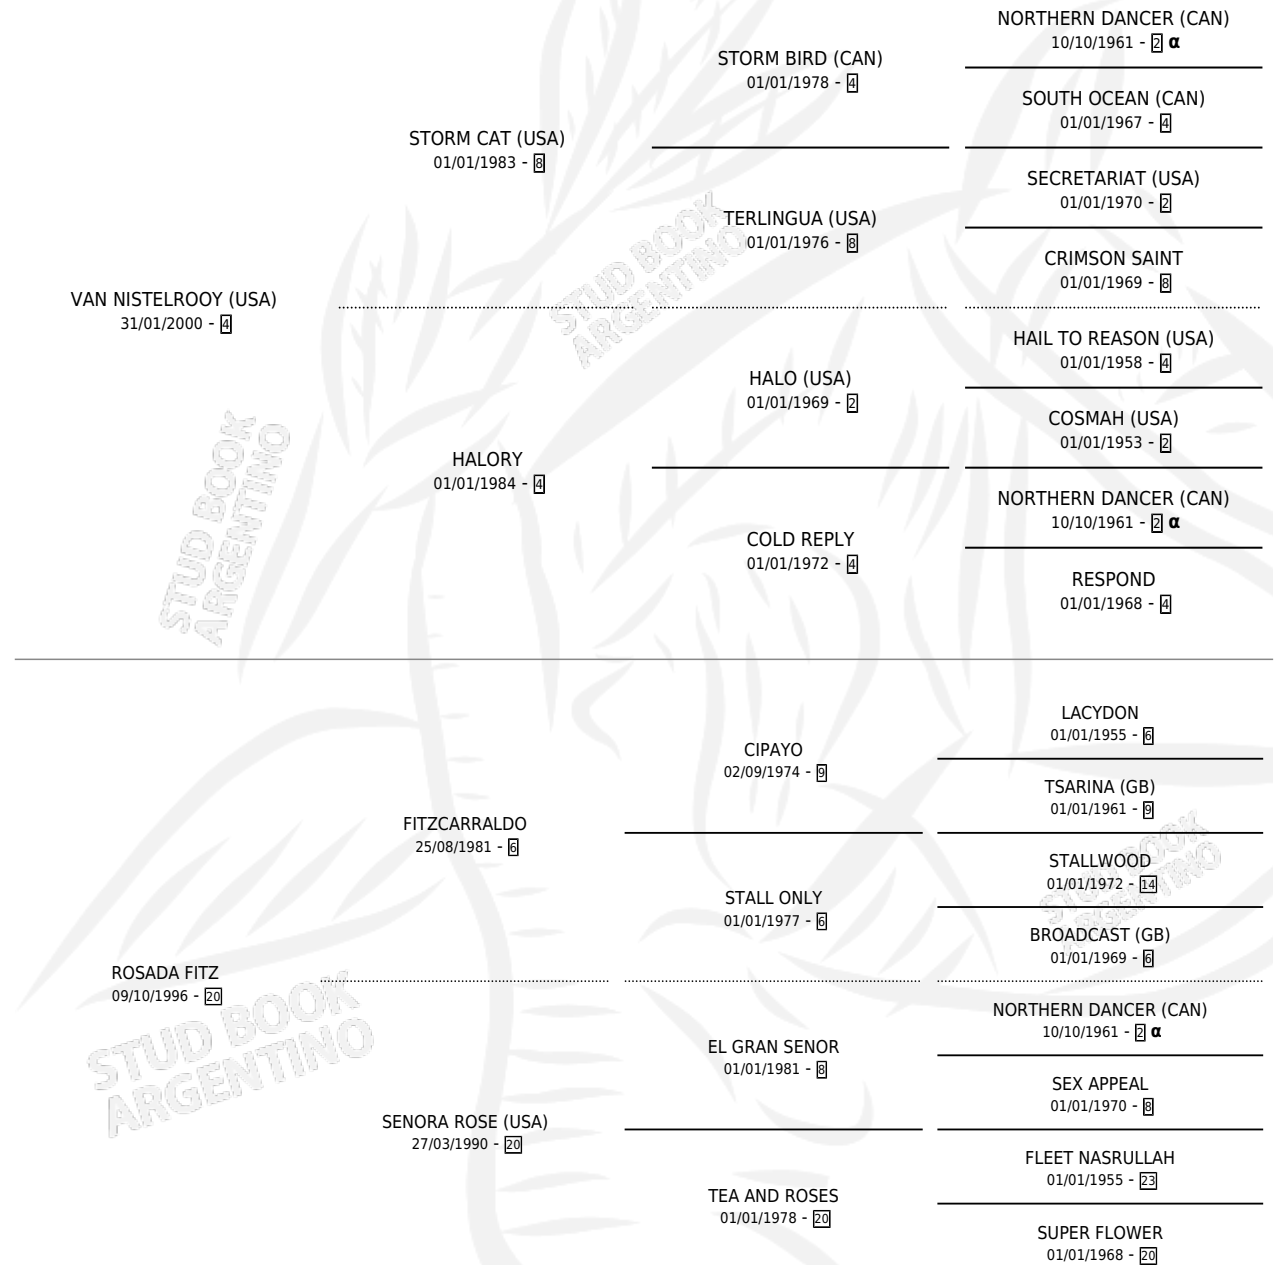 NORTHERN DANCER (CAN)
10/10/1961 - 2 α
STORM BIRD (CAN)
01/01/1978 - 4
SOUTH OCEAN (CAN)
01/01/1967 - 4
STORM CAT (USA)
01/01/1983 - 8
SECRETARIAT (USA)
01/01/1970 - 2
TERLINGUA (USA)
01/01/1976 - 8
CRIMSON SAINT
01/01/1969 - 8
VAN NISTELROOY (USA)
31/01/2000 - 4
HAIL TO REASON (USA)
01/01/1958 - 4
HALO (USA)
01/01/1969 - 2
COSMAH (USA)
01/01/1953 - 2
HALORY
01/01/1984 - 4
NORTHERN DANCER (CAN)
10/10/1961 - 2 α
COLD REPLY
01/01/1972 - 4
RESPOND
01/01/1968 - 4
LACYDON
01/01/1955 - 6
CIPAYO
02/09/1974 - 9
TSARINA (GB)
01/01/1961 - 9
FITZCARRALDO
25/08/1981 - 6
STALLWOOD
01/01/1972 - 14
STALL ONLY
01/01/1977 - 6
BROADCAST (GB)
01/01/1969 - 6
ROSADA FITZ
09/10/1996 - 20
NORTHERN DANCER (CAN)
10/10/1961 - 2 α
EL GRAN SENOR
01/01/1981 - 8
SEX APPEAL
01/01/1970 - 8
SENORA ROSE (USA)
27/03/1990 - 20
FLEET NASRULLAH
01/01/1955 - 23
TEA AND ROSES
01/01/1978 - 20
SUPER FLOWER
01/01/1968 - 20
STUD BOOK
ARGENTINO
STUD BOOK
ARGENTINO
STUD BOOK
ARGENTINO
STUD BOOK
ARGENTINO